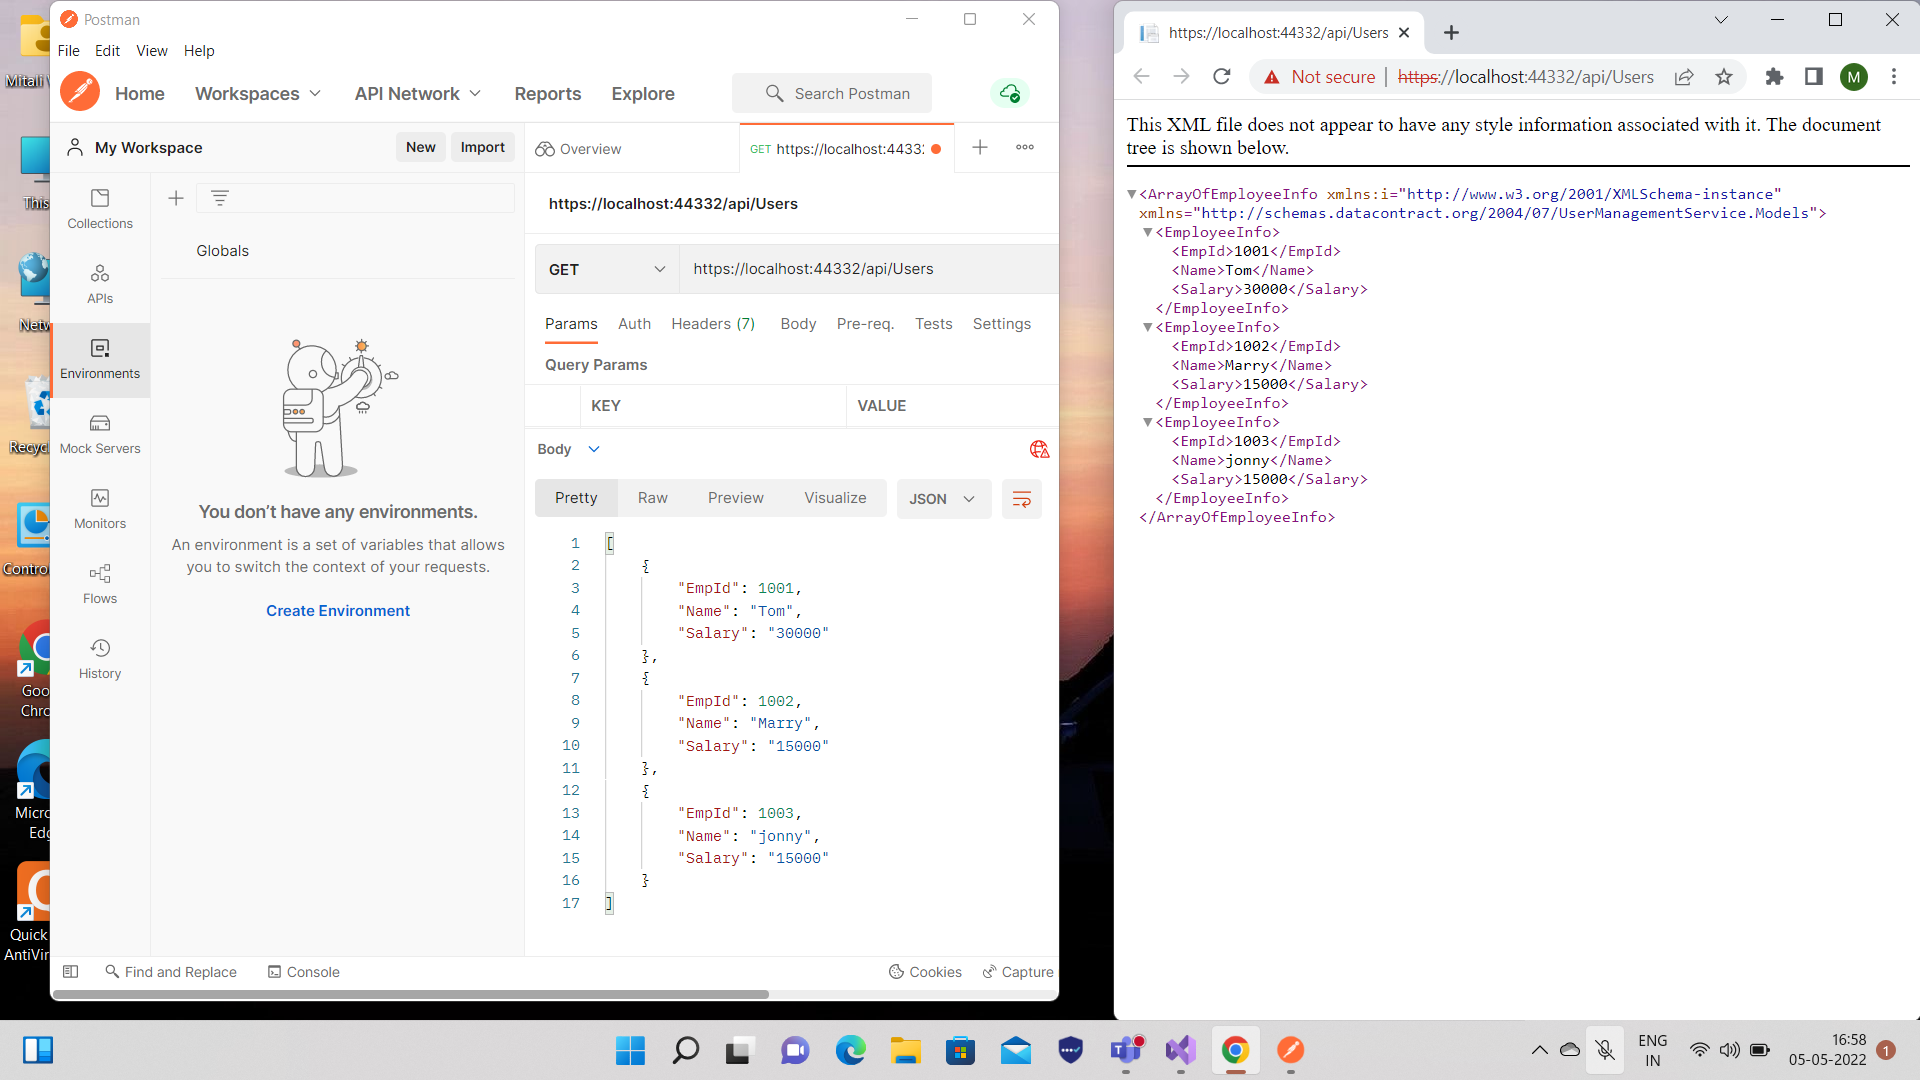 Mitali
This
Netw
Recycl
Contro
Goo
Chro
Micro
Edg
Quick
AntiVir
Postman
File Edit View Help
Home Workspaces API Network Reports Explore
Search Postman
My Workspace
New Import
Collections
APIs
Environments
Mock Servers
Monitors
Flows
History
Globals
You don’t have any environments.
An environment is a set of variables that allows
you to switch the context of your requests.
Create Environment
Overview
GET https://localhost:4433
https://localhost:44332/api/Users
GET https://localhost:44332/api/Users
Params Auth Headers (7) Body Pre-req. Tests Settings
Query Params
KEY VALUE
Body
Pretty Raw Preview Visualize JSON
1 [
2 {
3 "EmpId": 1001,
4 "Name": "Tom",
5 "Salary": "30000"
6 },
7 {
8 "EmpId": 1002,
9 "Name": "Marry",
10 "Salary": "15000"
11 },
12 {
13 "EmpId": 1003,
14 "Name": "jonny",
15 "Salary": "15000"
16 }
17 ]
Find and Replace Console Cookies Capture
https://localhost:44332/api/Users
Not secure | https://localhost:44332/api/Users
M
This XML file does not appear to have any style information associated with it. The document
tree is shown below.
<ArrayOfEmployeeInfo xmlns:i="http://www.w3.org/2001/XMLSchema-instance"
xmlns="http://schemas.datacontract.org/2004/07/UserManagementService.Models">
<EmployeeInfo>
<EmpId>1001</EmpId>
<Name>Tom</Name>
<Salary>30000</Salary>
</EmployeeInfo>
<EmployeeInfo>
<EmpId>1002</EmpId>
<Name>Marry</Name>
<Salary>15000</Salary>
</EmployeeInfo>
<EmployeeInfo>
<EmpId>1003</EmpId>
<Name>jonny</Name>
<Salary>15000</Salary>
</EmployeeInfo>
</ArrayOfEmployeeInfo>
ENG
IN
16:58
05-05-2022
1